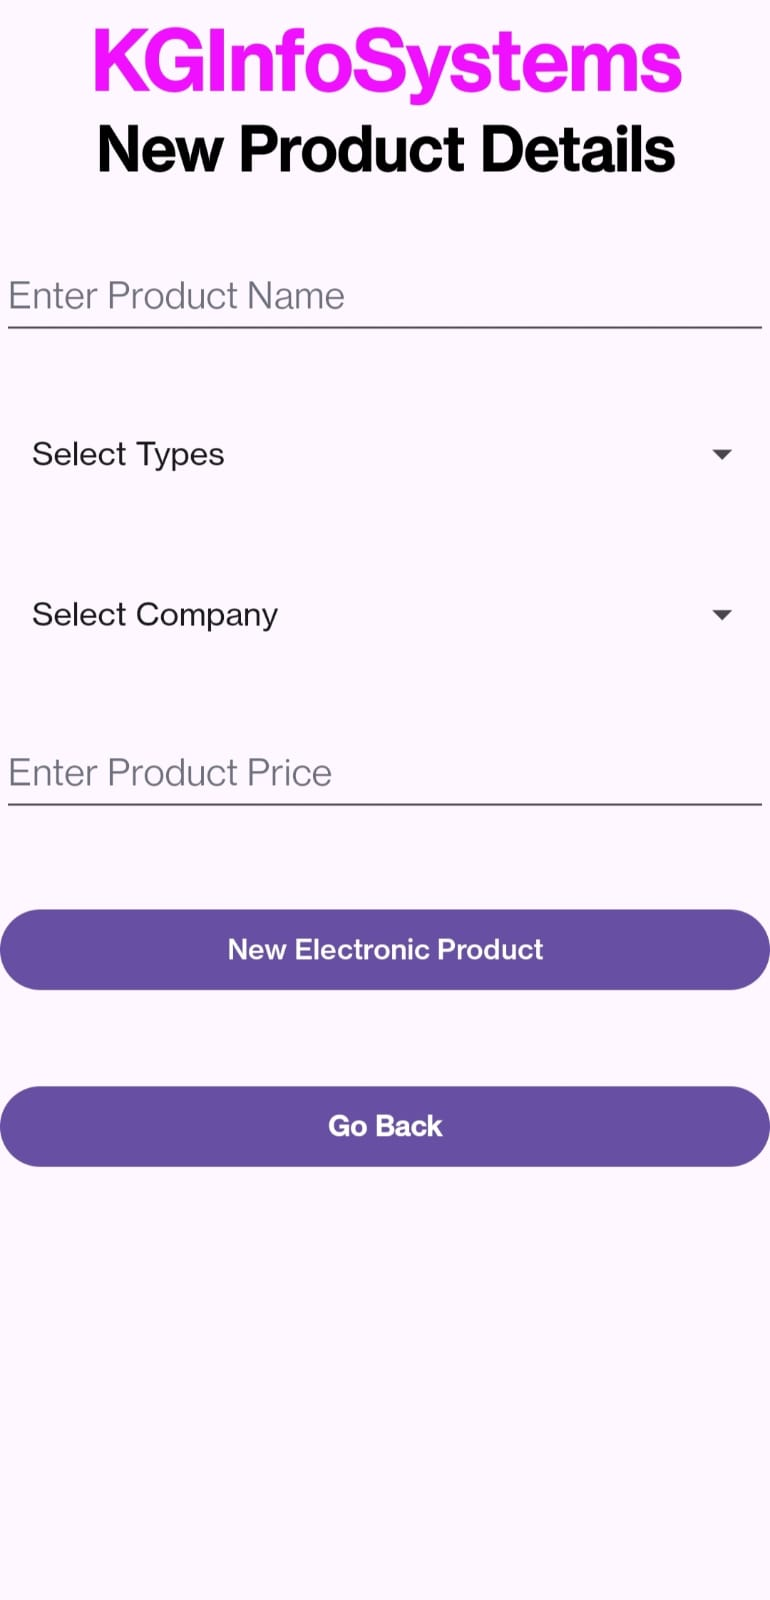 KGInfoSystems
New Product Details
Enter Product Name
Select Types
Select Company
Enter Product Price
New Electronic Product
Go Back